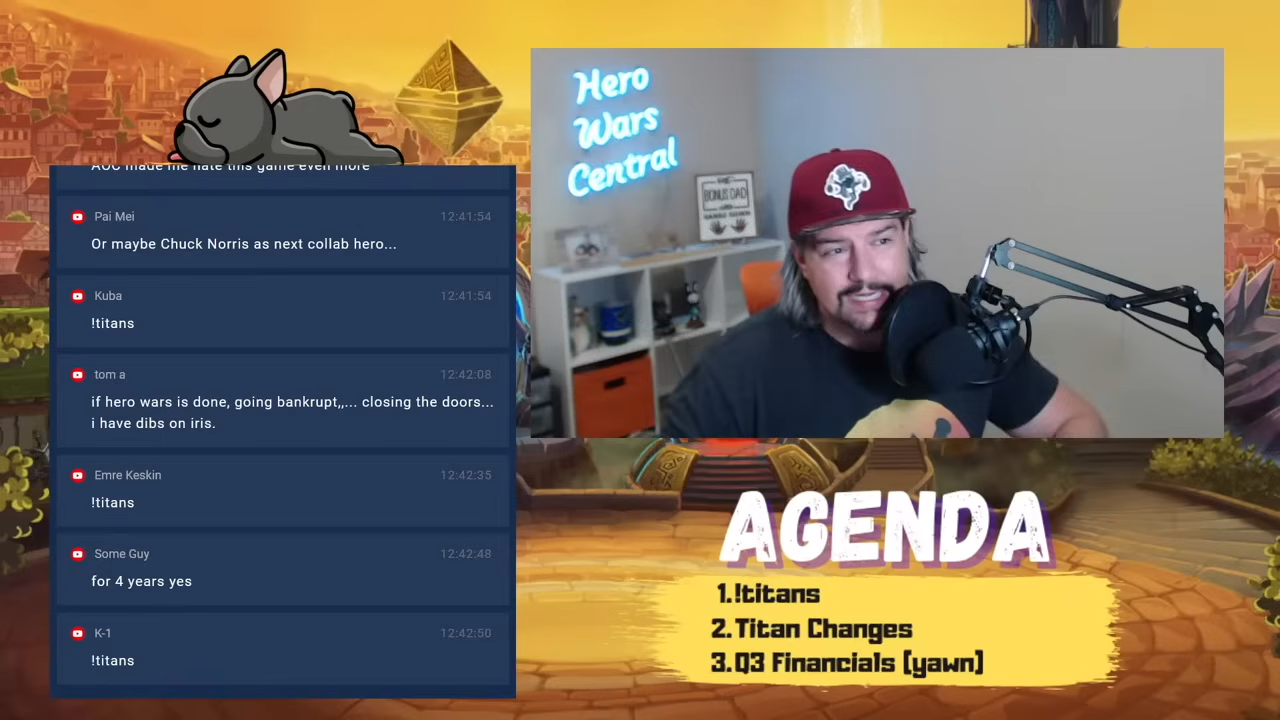 AOC made me hate this game even more
Pai Mei 12:41:54
Or maybe Chuck Norris as next collab hero...
Kuba 12:41:54
!titans
tom a 12:42:08
if hero wars is done, going bankrupt,,... closing the doors...
i have dibs on iris.
Emre Keskin 12:42:35
!titans
Some Guy 12:42:48
for 4 years yes
K-1 12:42:50
!titans
Hero
Wars
Central
BONUS DAD
AGENDA
1.!titans
2.Titan Changes
3.Q3 Financials (yawn)